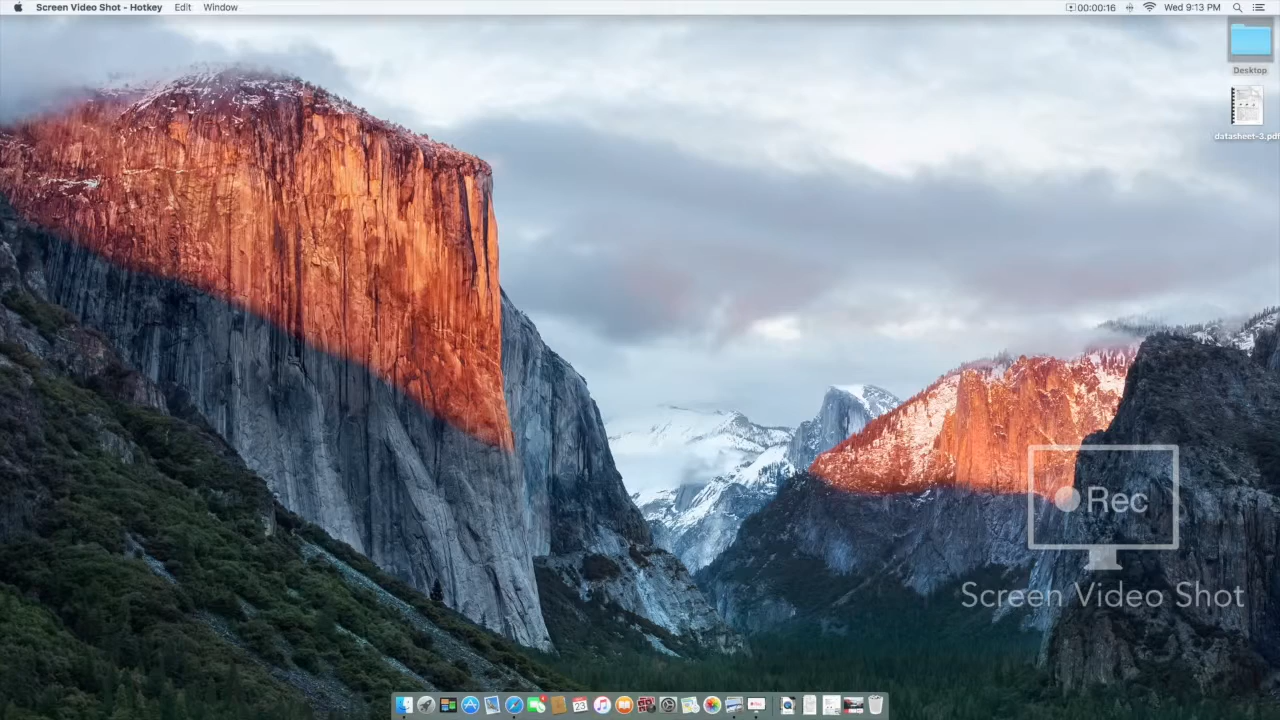 Screen Video Shot - Hotkey Edit Window 00:00:16 Wed 9:13 PM
Desktop
datasheet-3.pdf
Rec
Screen Video Shot
23